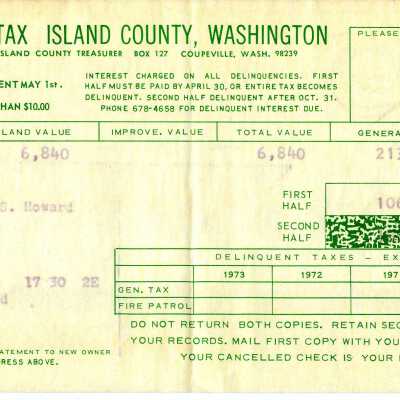 TAX ISLAND COUNTY, WASHINGTON
ISLAND COUNTY TREASURER BOX 127 COUPEVILLE, WASH. 98239
PLEASE
ENT MAY 1st.
HAN $10.00
INTEREST CHARGED ON ALL DELINQUENCIES. FIRST
HALF MUST BE PAID BY APRIL 30, OR ENTIRE TAX BECOMES
DELINQUENT. SECOND HALF DELINQUENT AFTER OCT. 31.
PHONE 678-4658 FOR DELINQUENT INTEREST DUE.
LAND VALUE IMPROVE. VALUE TOTAL VALUE GENERA
6,840 6,840 213
S. Howard
FIRST HALF 106
SECOND HALF
17 30 2E
d
DELINQUENT TAXES - EX
1973 1972 197
GEN. TAX
FIRE PATROL
DO NOT RETURN BOTH COPIES. RETAIN SEC
YOUR RECORDS. MAIL FIRST COPY WITH YOU
YOUR CANCELLED CHECK IS YOUR
TATEMENT TO NEW OWNER
RESS ABOVE.